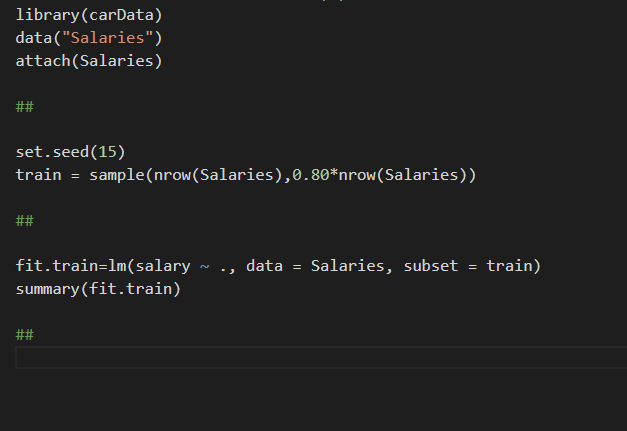 library(carData)
data("Salaries")
attach(Salaries)
##
set.seed(15)
train = sample(nrow(Salaries),0.80*nrow(Salaries))
##
fit.train=lm(salary ~ ., data = Salaries, subset = train)
summary(fit.train)
##